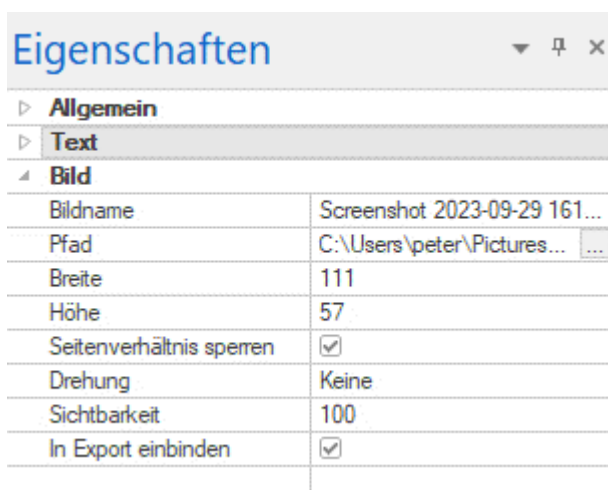 Eigenschaften
Allgemein
Text
Bild
Bildname Screenshot 2023-09-29 161...
Pfad C:\Users\peter\Pictures... ...
Breite 111
Höhe 57
Seitenverhältnis sperren
Drehung Keine
Sichtbarkeit 100
In Export einbinden